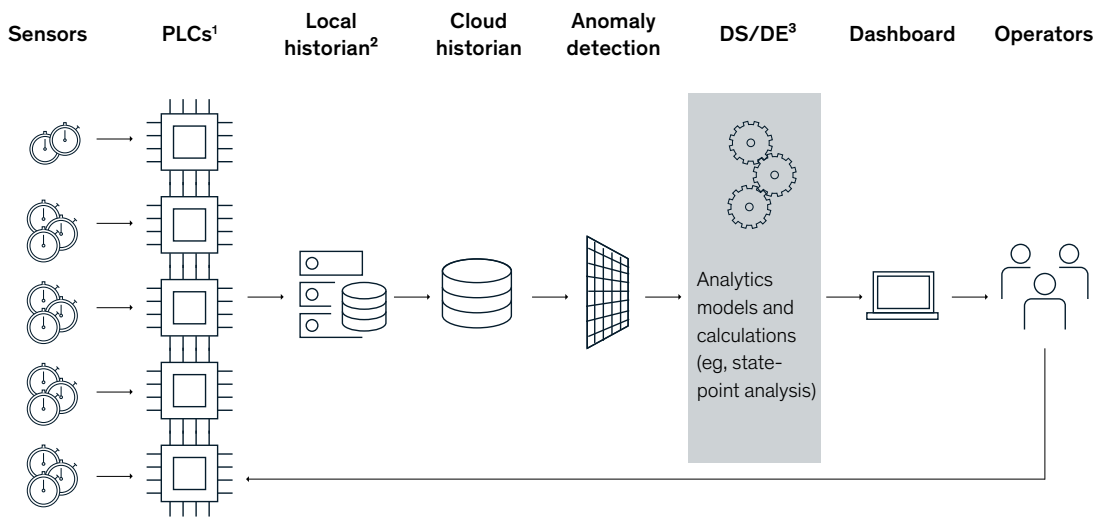 Sensors
PLCs¹
Local
historian²
Cloud
historian
Anomaly
detection
DS/DE³
Dashboard
Operators
Analytics
models and
calculations
(eg, state-
point analysis)